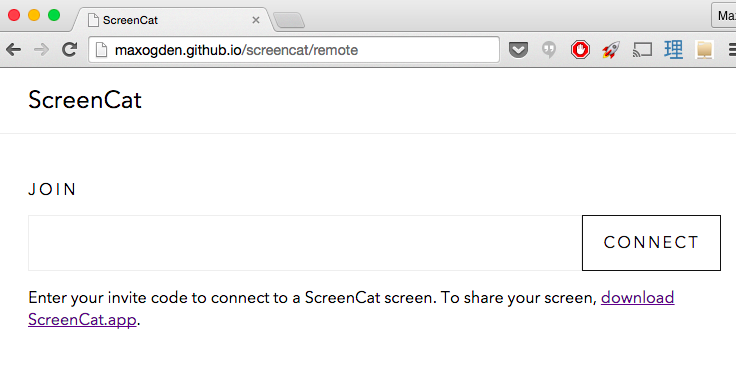 ScreenCat
Ma
maxogden.github.io/screencat/remote
理
ScreenCat
JOIN
CONNECT
Enter your invite code to connect to a ScreenCat screen. To share your screen, download
ScreenCat.app.